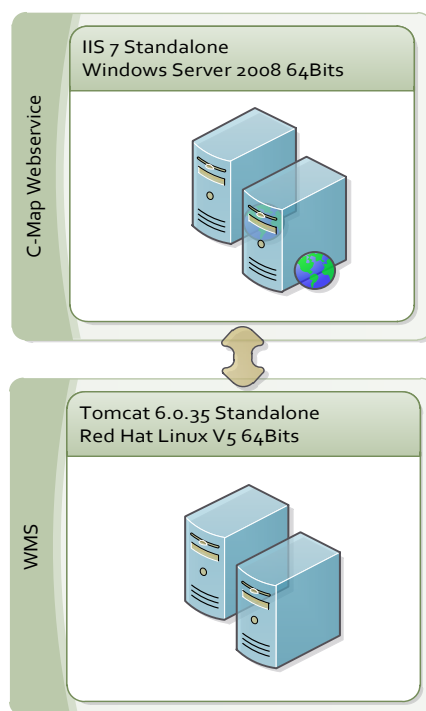 C-Map Webservice
IIS 7 Standalone
Windows Server 2008 64Bits
WMS
Tomcat 6.0.35 Standalone
Red Hat Linux V5 64Bits